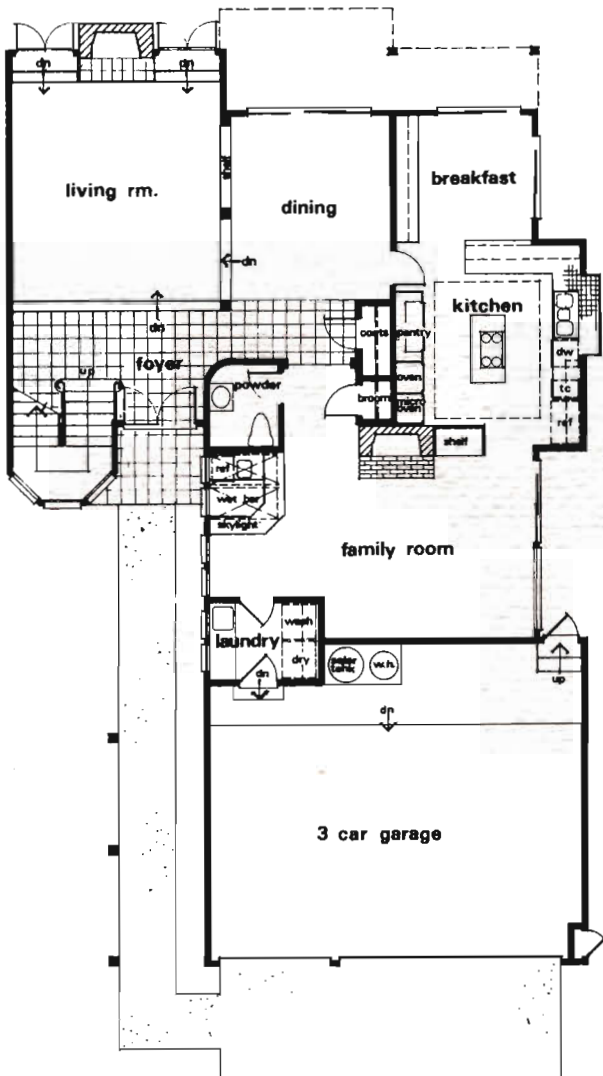 dn
dn
living rm.
shelf
dining
breakfast
dn
dn
kitchen
coats
pantry
foyer
up
dw
oven
tc
powder
broom
micro
oven
ref
shelf
ref
wet bar
skylight
family room
wash
laundry
dry
solar
tank
w.h.
dn
up
dn
3 car garage